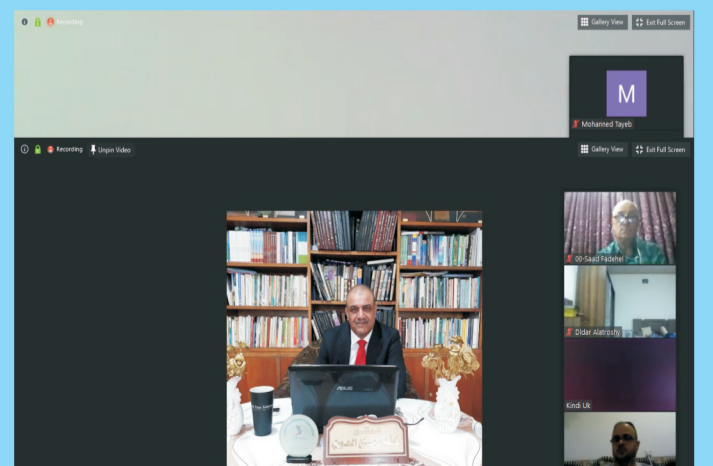 Recording
Gallery View
Exit Full Screen
M
Mohanned Tayeb
Recording
Unpin Video
Gallery View
Exit Full Screen
00-Saad Fadehel
Dldar Alatroshy
Kindi Uk
ASUS